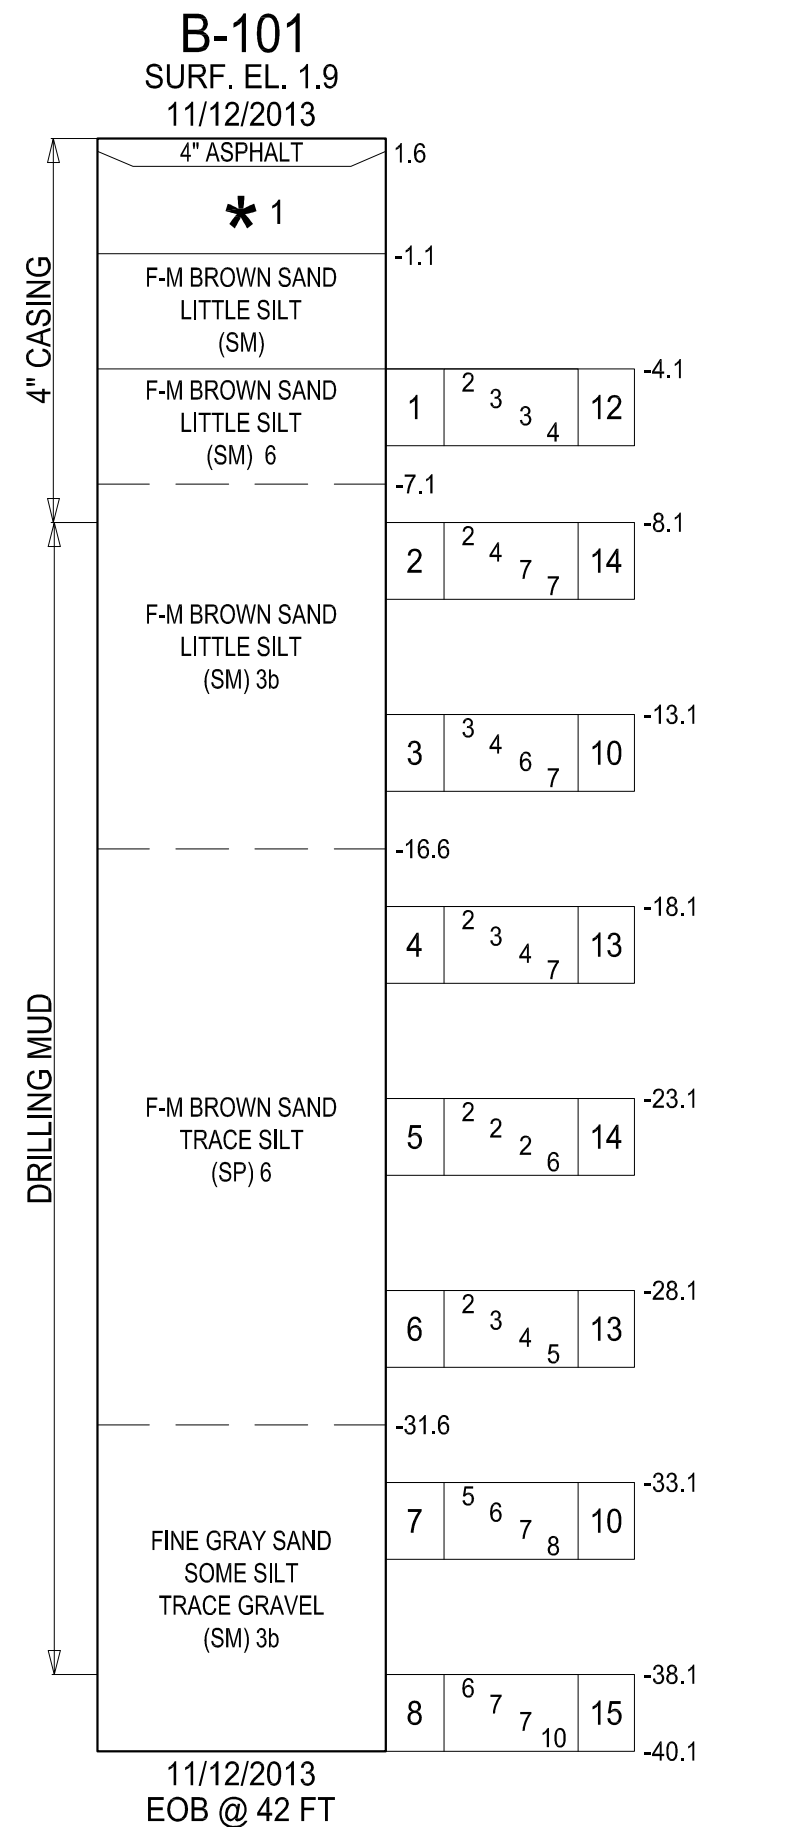 B-101
SURF. EL. 1.9
11/12/2013
4" ASPHALT
1.6
* 1
-1.1
4" CASING
F-M BROWN SAND
LITTLE SILT
(SM)
-4.1
F-M BROWN SAND
LITTLE SILT
(SM) 6
1 2 3 3 4 12
-7.1
-8.1
2 2 4 7 7 14
F-M BROWN SAND
LITTLE SILT
(SM) 3b
-13.1
3 3 4 6 7 10
-16.6
-18.1
4 2 3 4 7 13
DRILLING MUD
F-M BROWN SAND
TRACE SILT
(SP) 6
-23.1
5 2 2 2 6 14
-28.1
6 2 3 4 5 13
-31.6
-33.1
7 5 6 7 8 10
FINE GRAY SAND
SOME SILT
TRACE GRAVEL
(SM) 3b
-38.1
8 6 7 7 10 15
-40.1
11/12/2013
EOB @ 42 FT